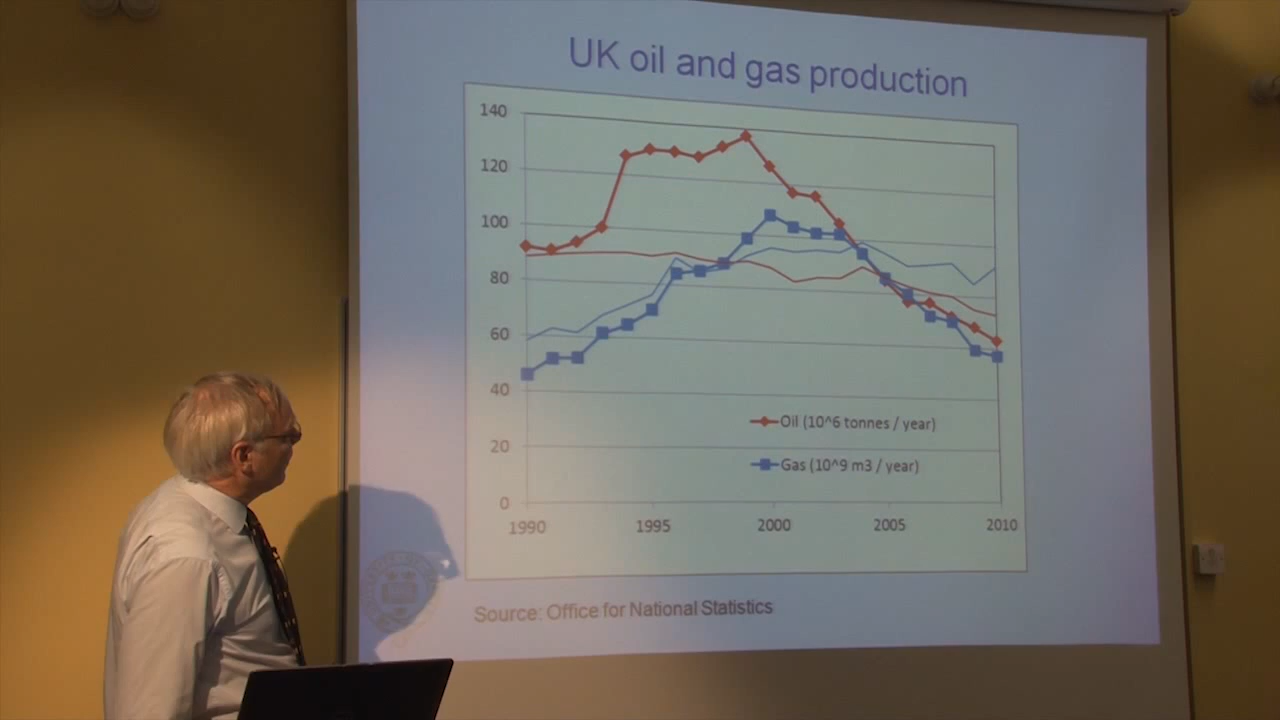 UK oil and gas production
140
120
100
80
60
40
20
0
1990 1995 2000 2005 2010
Oil (10^6 tonnes / year)
Gas (10^9 m3 / year)
Source: Office for National Statistics